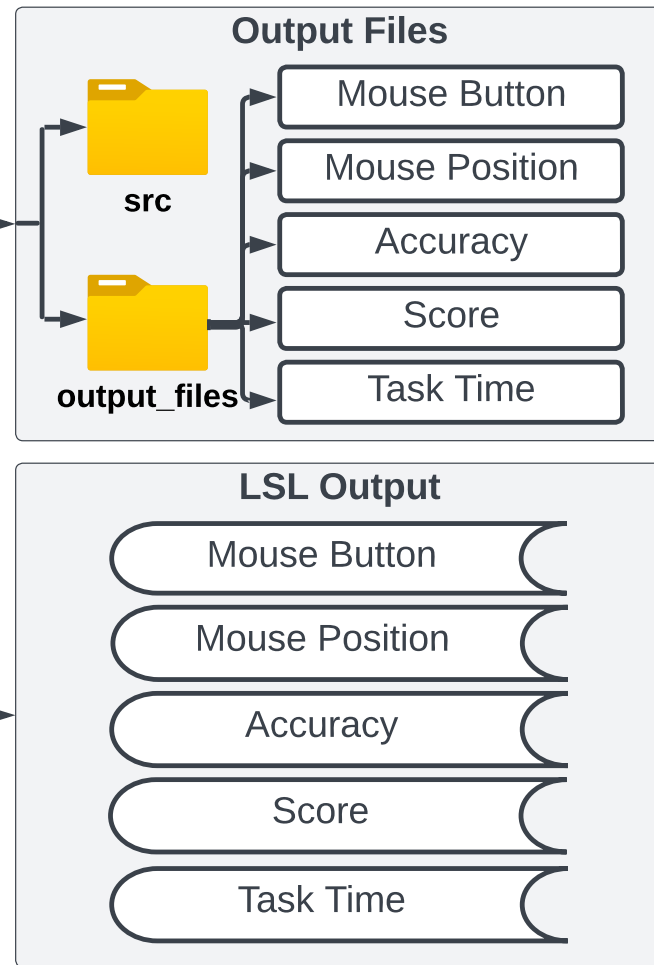 Output Files
src
output_files
Mouse Button
Mouse Position
Accuracy
Score
Task Time
LSL Output
Mouse Button
Mouse Position
Accuracy
Score
Task Time